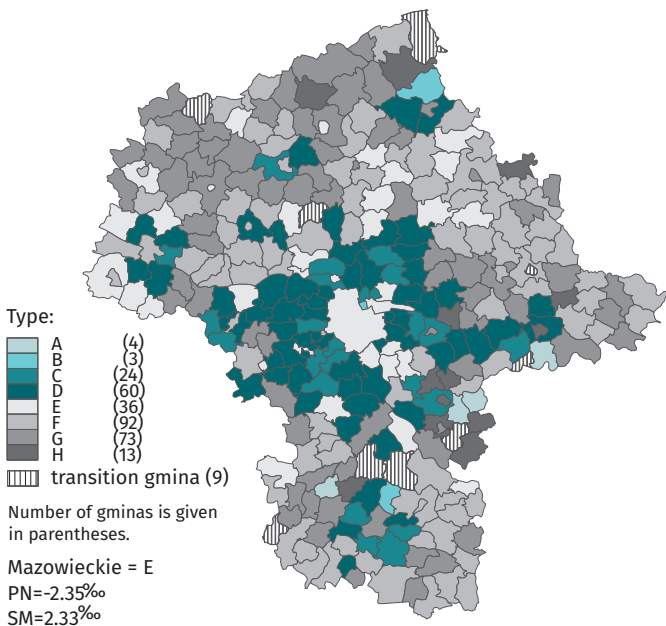 Type:
A (4)
B (3)
C (24)
D (60)
E (36)
F (92)
G (73)
H (13)
transition gmina (9)
Number of gminas is given
in parentheses.
Mazowieckie = E
PN=-2.35‰
SM=2.33‰